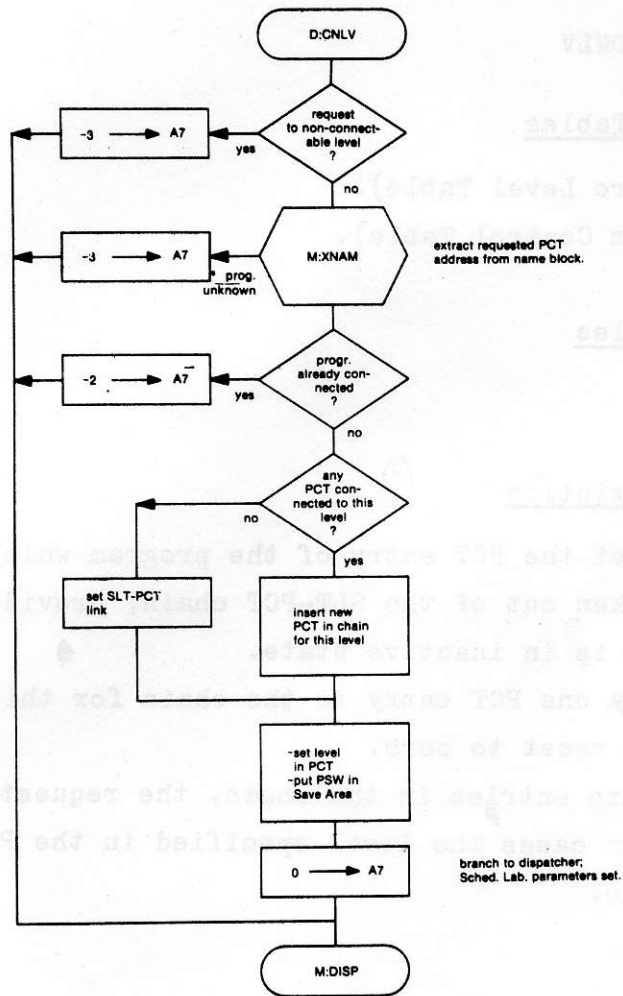 D:CNLV
request
to non-connect-
able level
?
yes
-3 → A7
no
M:XNAM
extract requested PCT
address from name block.
prog.
unknown
-3 → A7
progr.
already con-
nected
?
yes
-2 → A7
no
any
PCT con-
nected to this
level
?
no
yes
set SLT-PCT
link
insert new
PCT in chain
for this level
-set level
in PCT
-put PSW in
Save Area
0 → A7
branch to dispatcher;
Sched. Lab. parameters set.
M:DISP